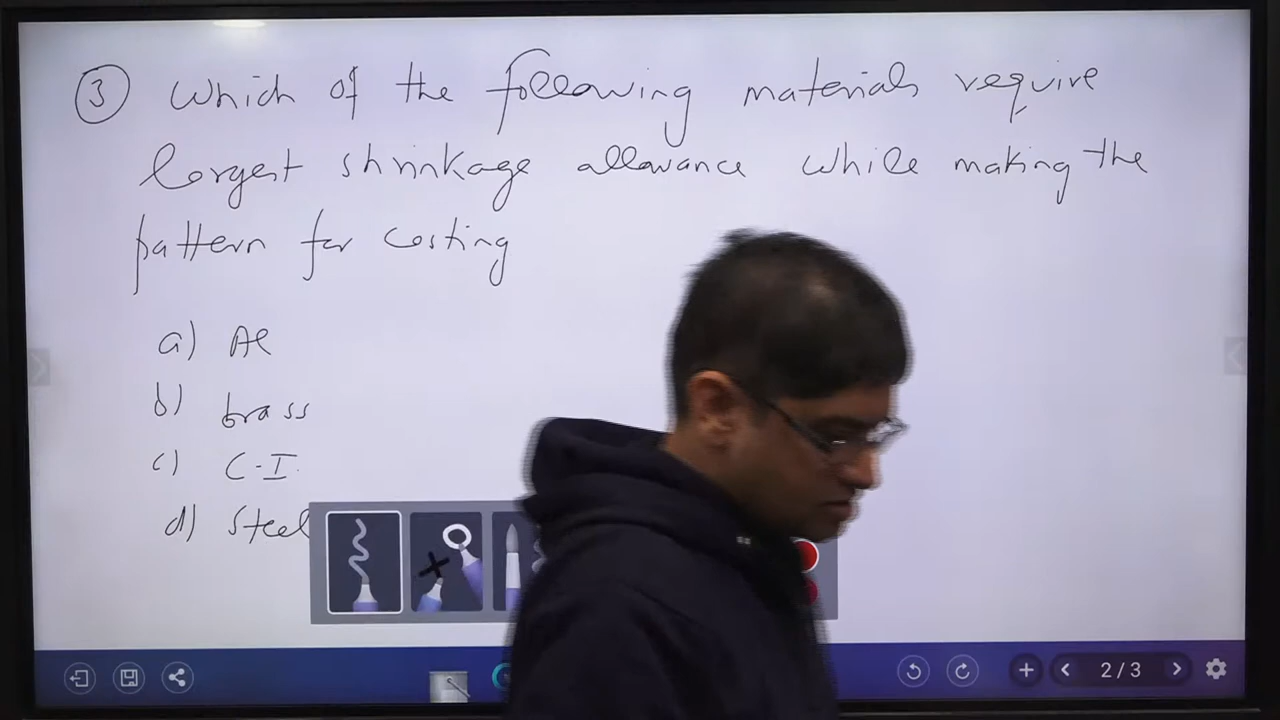 3 Which of the following materials require
largest shrinkage allowance while making the
pattern for casting
a) Al
b) brass
c) C.I.
d) Steel
2/3